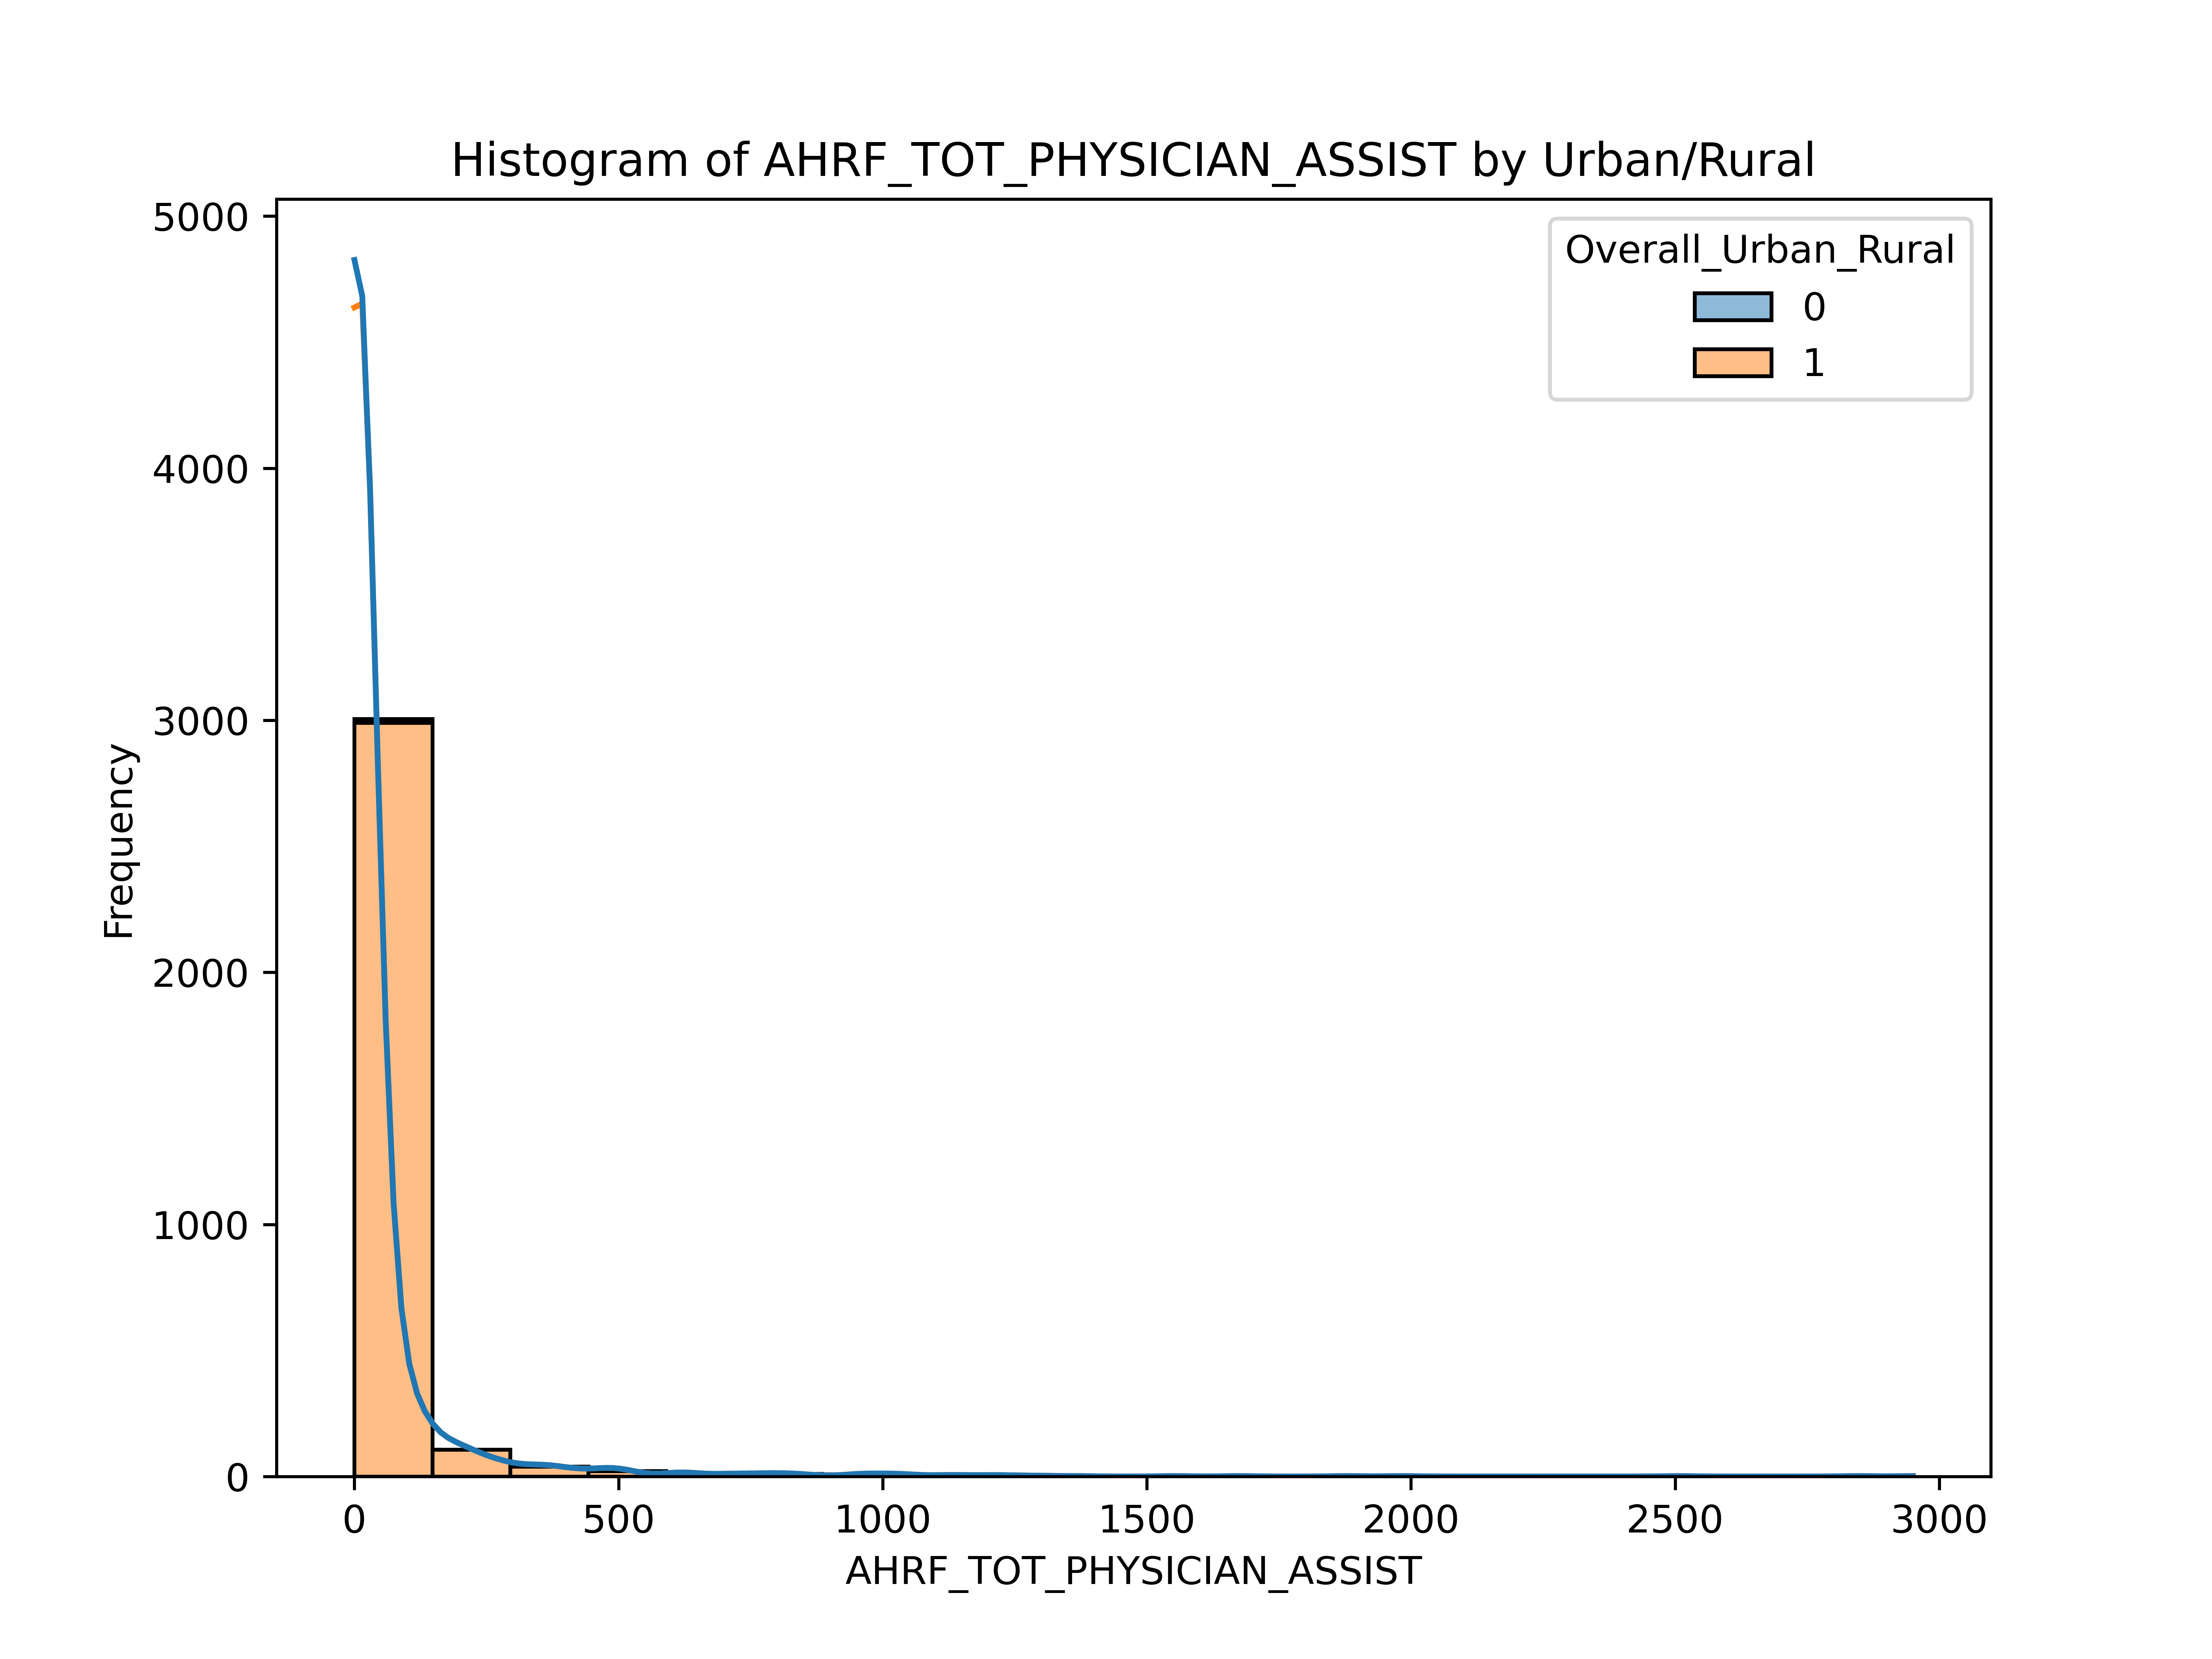 Histogram of AHRF_TOT_PHYSICIAN_ASSIST by Urban/Rural
Overall_Urban_Rural
0
1
5000
4000
3000
2000
1000
0
Frequency
0 500 1000 1500 2000 2500 3000
AHRF_TOT_PHYSICIAN_ASSIST